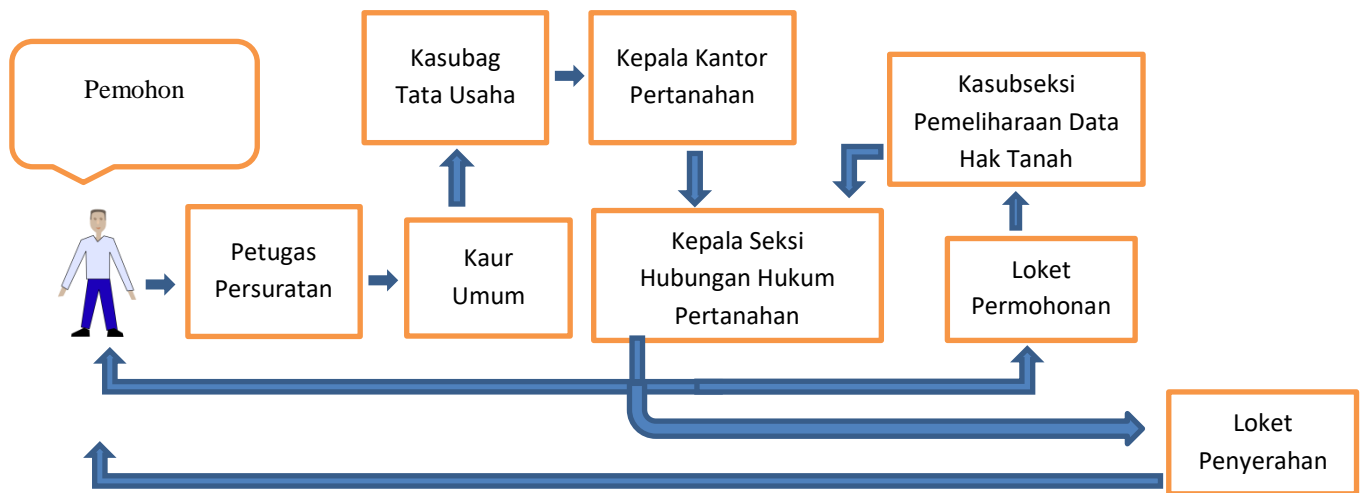 Pemohon
Petugas
Persuratan
Kaur
Umum
Kasubag
Tata Usaha
Kepala Kantor
Pertanahan
Kepala Seksi
Hubungan Hukum
Pertanahan
Kasubseksi
Pemeliharaan Data
Hak Tanah
Loket
Permohonan
Loket
Penyerahan